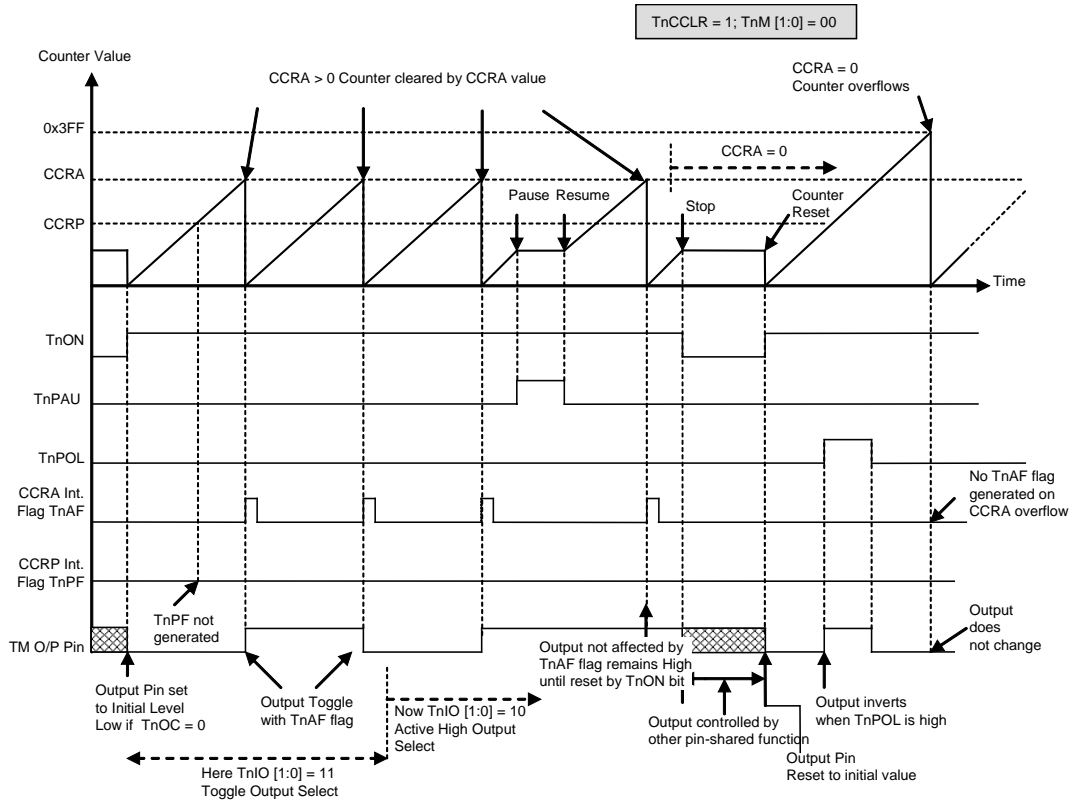 TnCCLR = 1; TnM [1:0] = 00
Counter Value
CCRA > 0 Counter cleared by CCRA value
CCRA = 0
Counter overflows
0x3FF
CCRA = 0
CCRA
Pause Resume
Stop
Counter
Reset
CCRP
Time
TnON
TnPAU
TnPOL
No TnAF flag
generated on
CCRA overflow
CCRA Int.
Flag TnAF
CCRP Int.
Flag TnPF
TnPF not
generated
TM O/P Pin
Output
does
not change
Output not affected by
TnAF flag remains High
until reset by TnON bit
Output Pin set
to Initial Level
Low if TnOC = 0
Output Toggle
with TnAF flag
Now TnIO [1:0] = 10
Active High Output
Select
Output controlled by
other pin-shared function
Output inverts
when TnPOL is high
Output Pin
Reset to initial value
Here TnIO [1:0] = 11
Toggle Output Select